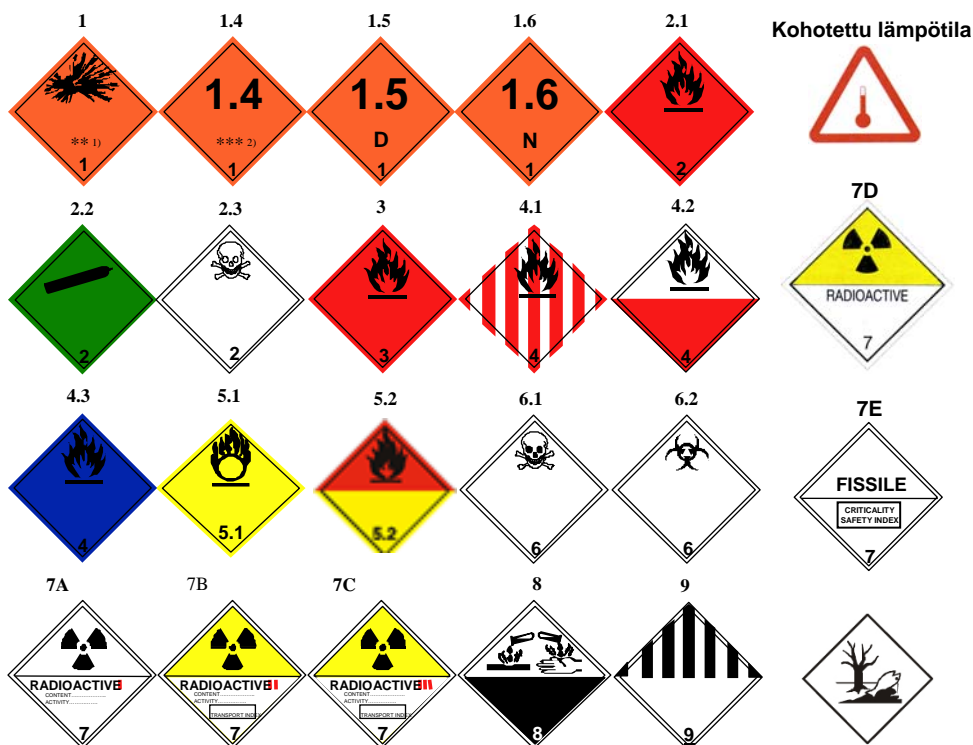 1
1.4
1.5
1.6
2.1
Kohotettu lämpötila
1.4
1.5
1.6
** 1)
*** 2)
D
N
1
1
1
1
2
2.2
2.3
3
4.1
4.2
7D
RADIOACTIVE
7
2
2
3
4
4
4.3
5.1
5.2
6.1
6.2
7E
FISSILE
CRITICALITY
SAFETY INDEX
7
4
5.1
5.2
6
6
7A
7B
7C
8
9
RADIOACTIVE I
CONTENT....................
ACTIVITY....................
7
RADIOACTIVE II
CONTENT....................
ACTIVITY....................
TRANSPORT INDEX
7
RADIOACTIVE III
CONTENT....................
ACTIVITY....................
TRANSPORT INDEX
7
8
9